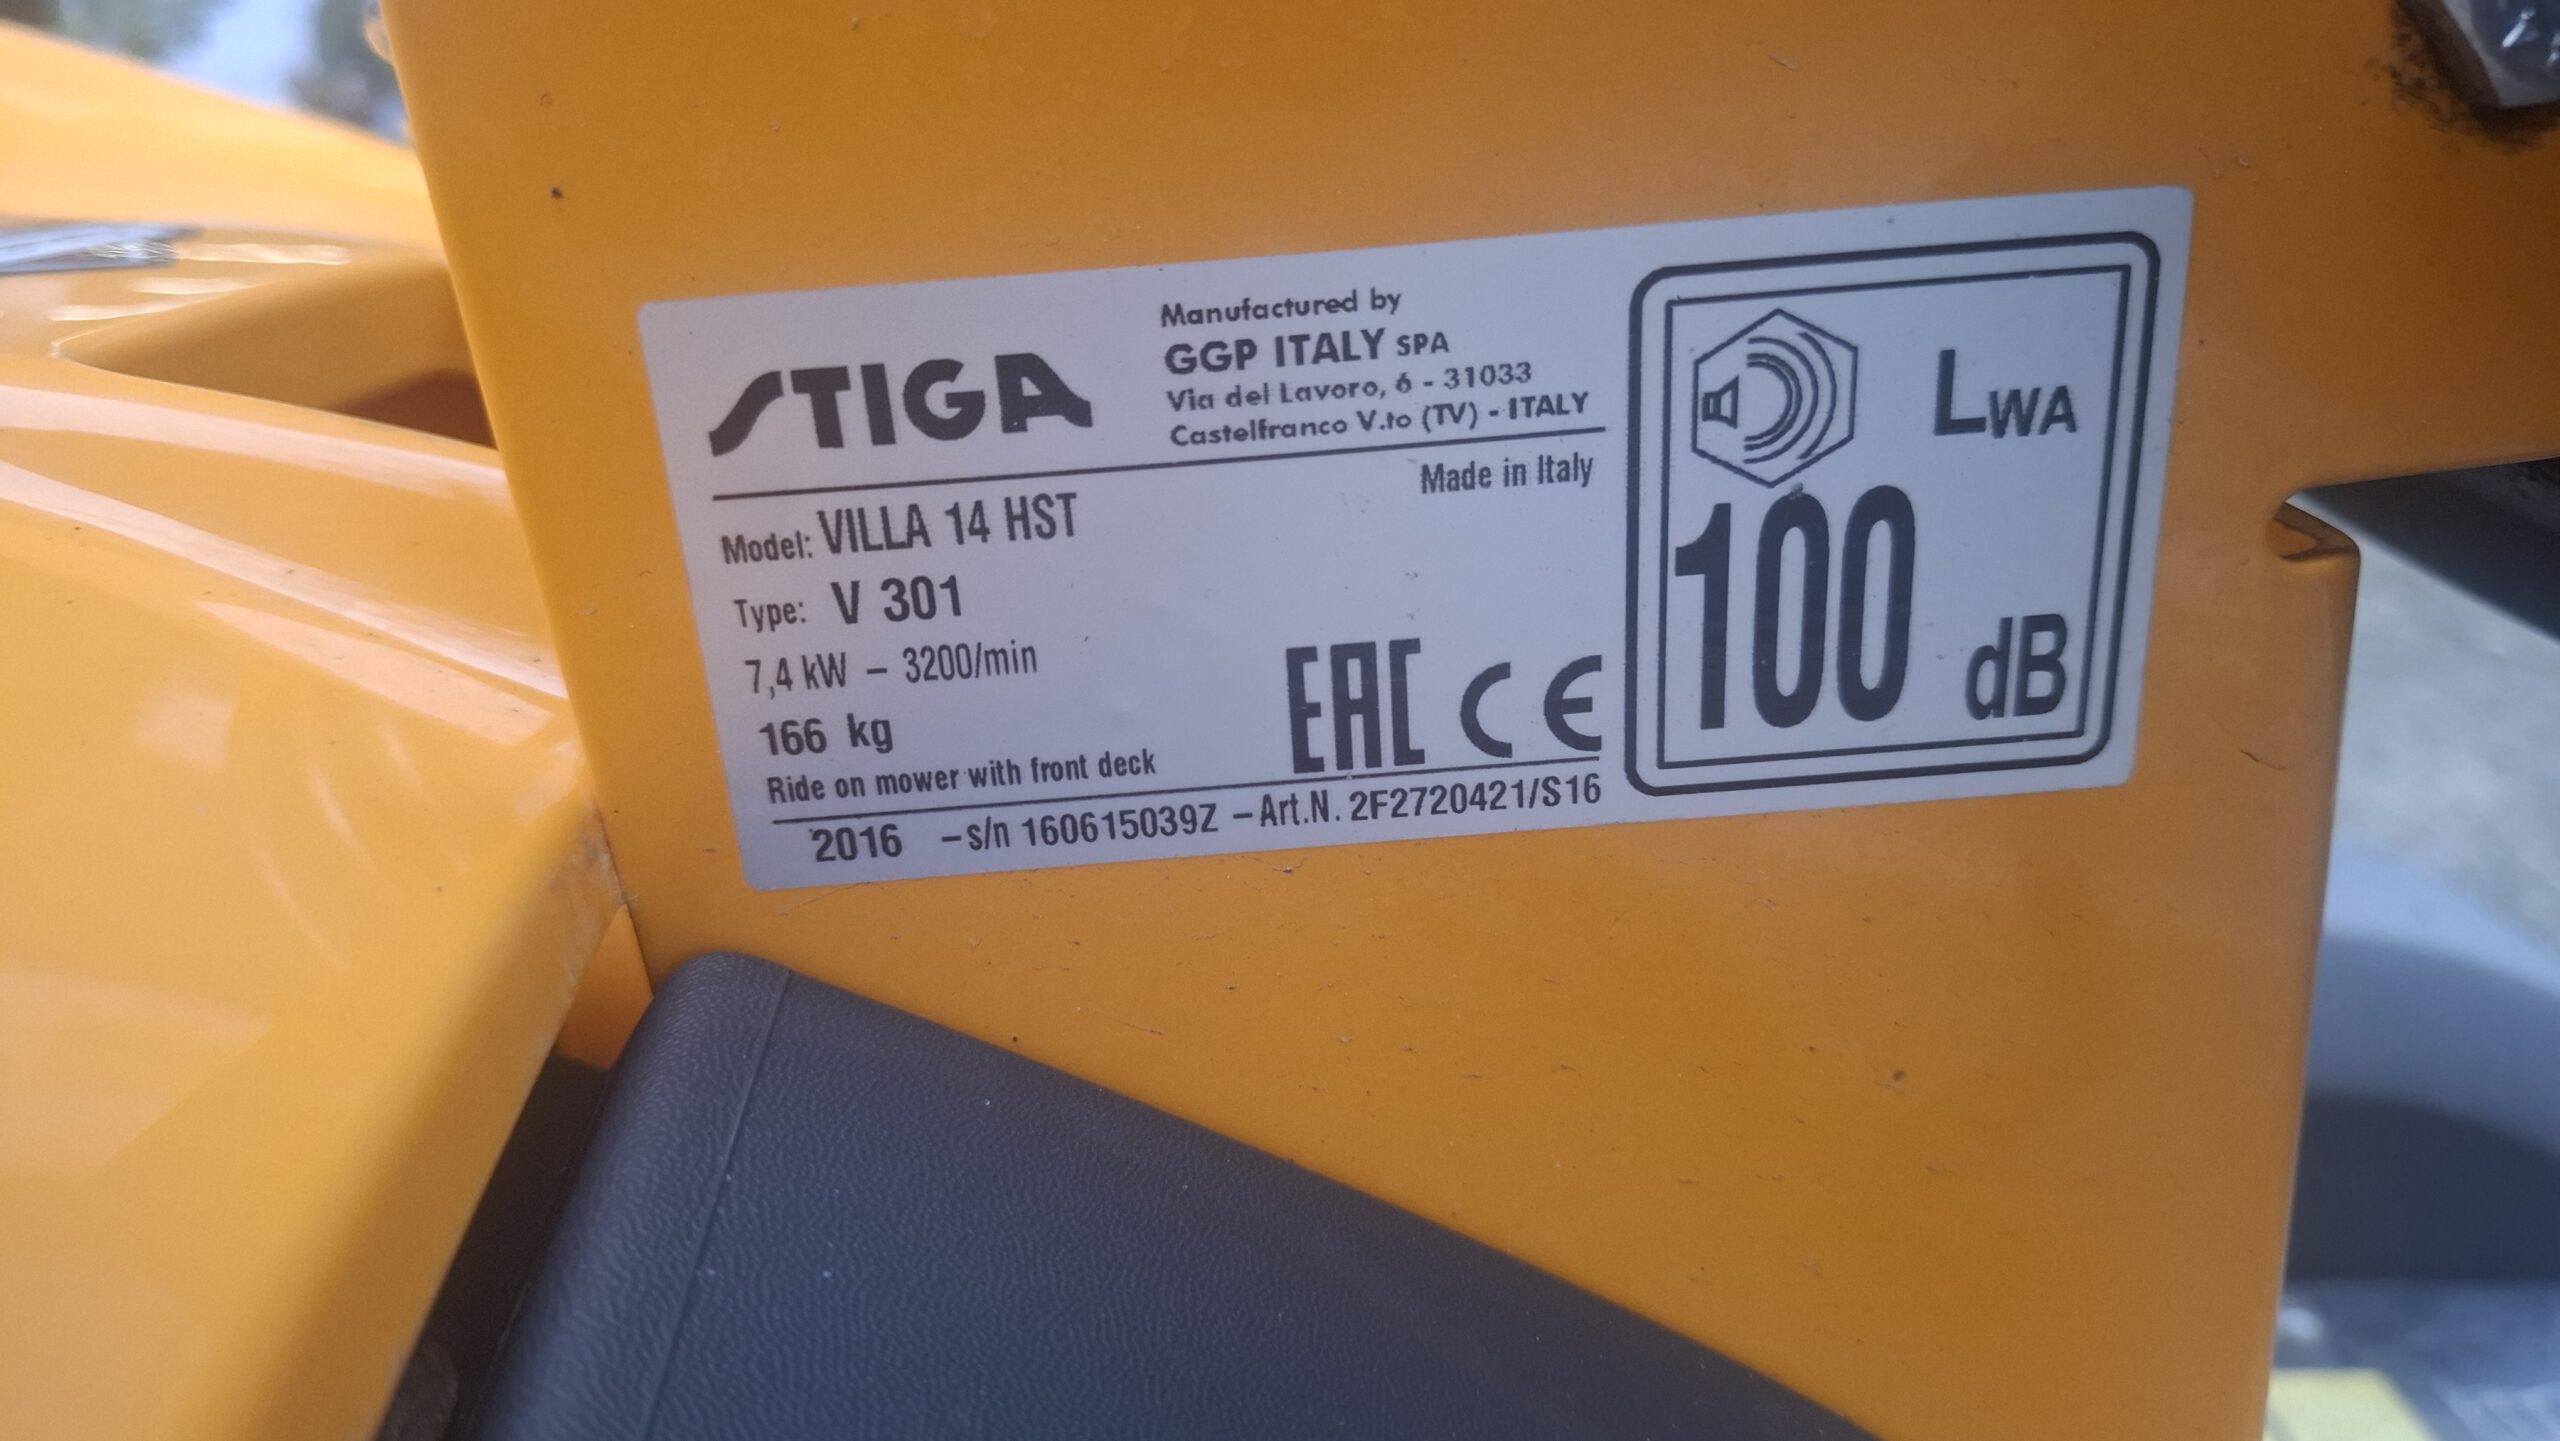 STIGA
Manufactured by
GGP ITALY SPA
Via del Lavoro, 6 - 31033
Castelfranco V.to (TV) - ITALY
Made in Italy
Model: VILLA 14 HST
Type: V 301
7,4 kW – 3200/min
166 kg
Ride on mower with front deck
EAC CE
2016 – s/n 160615039Z – Art.N. 2F2720421/S16
LWA
100 dB